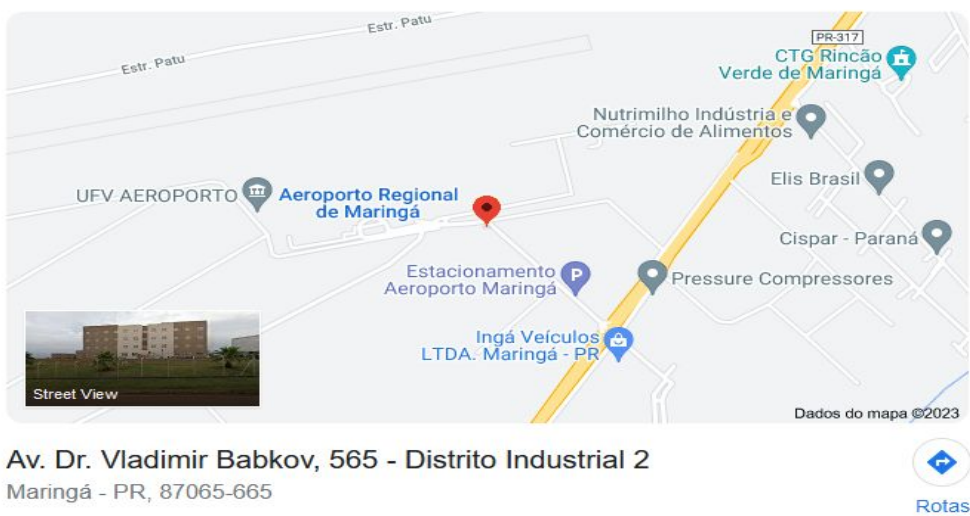 Estr. Patu
Estr. Patu
PR-317
CTG Rincão
Verde de Maringá
Nutrimilho Indústria e
Comércio de Alimentos
Elis Brasil
UFV AEROPORTO
Aeroporto Regional
de Maringá
Cispar - Paraná
Estacionamento
Aeroporto Maringá
P
Pressure Compressores
Ingá Veículos
LTDA. Maringá - PR
Street View
Dados do mapa ©2023
Av. Dr. Vladimir Babkov, 565 - Distrito Industrial 2
Maringá - PR, 87065-665
Rotas